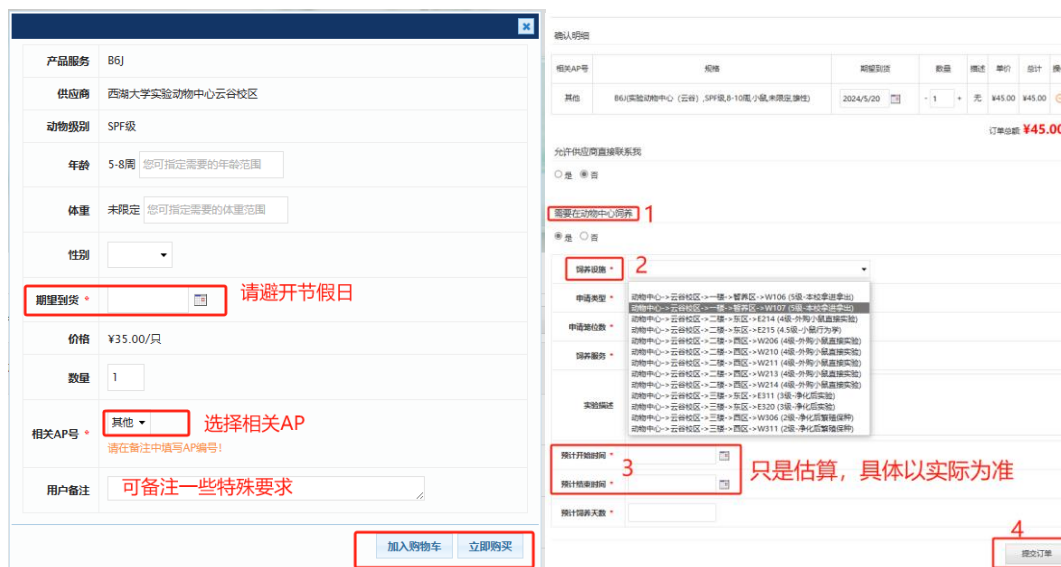 产品服务 B6J
供应商 西湖大学实验动物中心云谷校区
动物级别 SPF级
年龄 5-8周 您可指定需要的年龄范围
体重 未限定 您可指定需要的体重范围
性别
期望到货 * 请避开节假日
价格 ¥35.00/只
数量 1
相关AP号 * 其他 选择相关AP
请在备注中填写AP编号!
用户备注 可备注一些特殊要求
加入购物车 立即购买
确认明细
相关AP号 规格 期望到货 数量 描述 单价 总计
其他 B6J(实验动物中心（云谷）,SPF级,8-10周,小鼠,未限定,雄性) 2024/5/20 - 1 + 无 ¥45.00 ¥45.00
订单总额: ¥45.00
允许供应商直接联系我
是 否
需要在动物中心饲养 1
是 否
饲养设施 * 2
申请类型 *
申请笼位数 *
饲养服务 *
实验描述
动物中心->云谷校区->一楼->暂养区->W106 (5级-本校拿进拿出)
动物中心->云谷校区->一楼->暂养区->W107 (5级-本校拿进拿出)
动物中心->云谷校区->二楼->东区->E214 (4级-外购小鼠直接实验)
动物中心->云谷校区->二楼->东区->E215 (4.5级-小鼠行为学)
动物中心->云谷校区->二楼->西区->W206 (4级-外购小鼠直接实验)
动物中心->云谷校区->二楼->西区->W210 (4级-外购小鼠直接实验)
动物中心->云谷校区->二楼->西区->W211 (4级-外购小鼠直接实验)
动物中心->云谷校区->二楼->西区->W213 (4级-外购小鼠直接实验)
动物中心->云谷校区->二楼->西区->W214 (4级-外购小鼠直接实验)
动物中心->云谷校区->三楼->东区->E311 (3级-净化后实验)
动物中心->云谷校区->三楼->东区->E320 (3级-净化后实验)
动物中心->云谷校区->三楼->西区->W306 (2级-净化后繁殖保种)
动物中心->云谷校区->三楼->西区->W311 (2级-净化后繁殖保种)
预计开始时间 *
3 只是估算，具体以实际为准
预计结束时间 *
预计饲养天数 *
4
提交订单